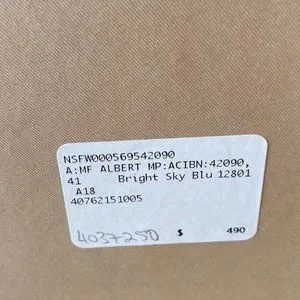 NSFW000569542090
A:MF ALBERT MP:ACIBN:42090,
41 Bright Sky Blu 12801
A18
40762151005
4037250 $ 490